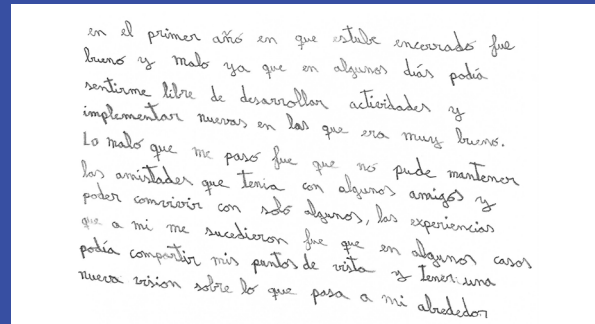 en el primer año en que estube encerrado fue
bueno y malo ya que en algunos días podía
sentirme libre de desarrollar actividades y
implementar nuevas en las que era muy bueno.
Lo malo que me paso fue que no pude mantener
las amistades que tenia con algunos amigos y
poder convivir con solo algunos, las experiencias
que a mi me sucedieron fue que en algunos casos
podía compartir mis puntos de vista y tener una
nueva vision sobre lo que pasa a mi alrededor